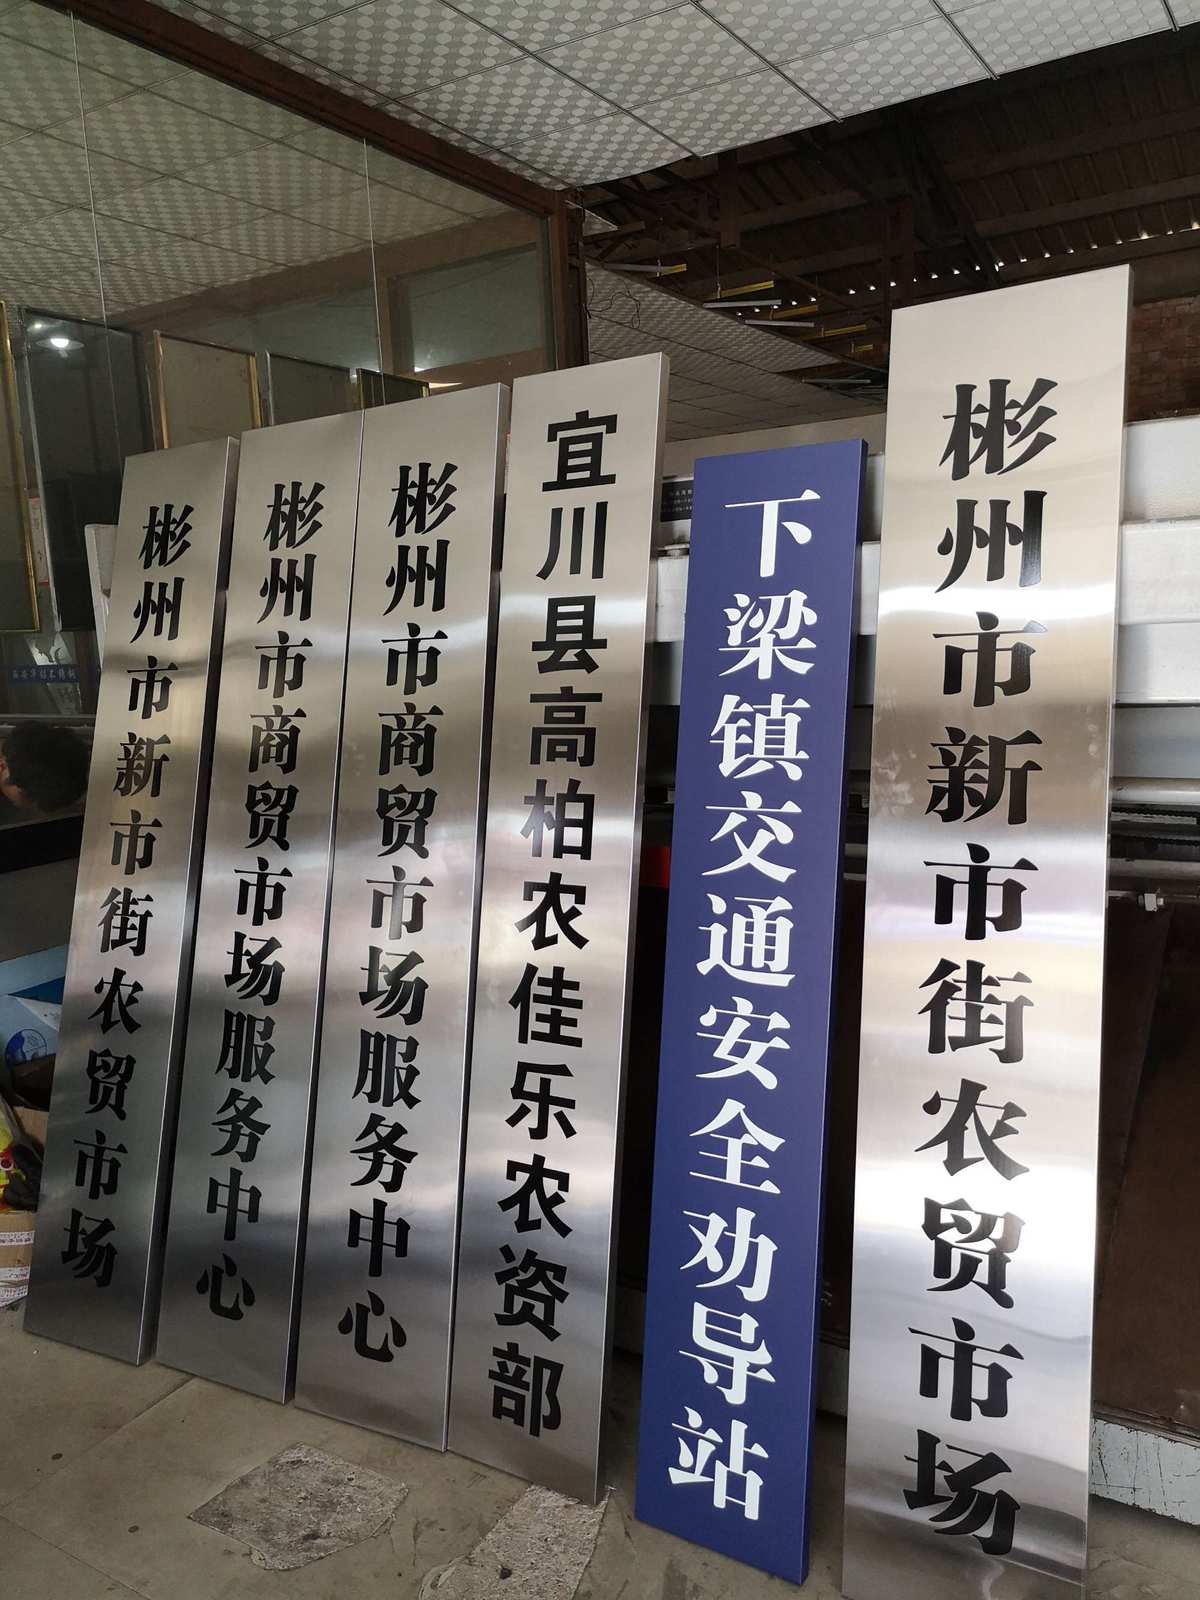 彬州市新市街农贸市场
彬州市商贸市场服务中心
彬州市商贸市场服务中心
宜川县高柏农佳乐农资部
下梁镇交通安全劝导站
彬州市新市街农贸市场